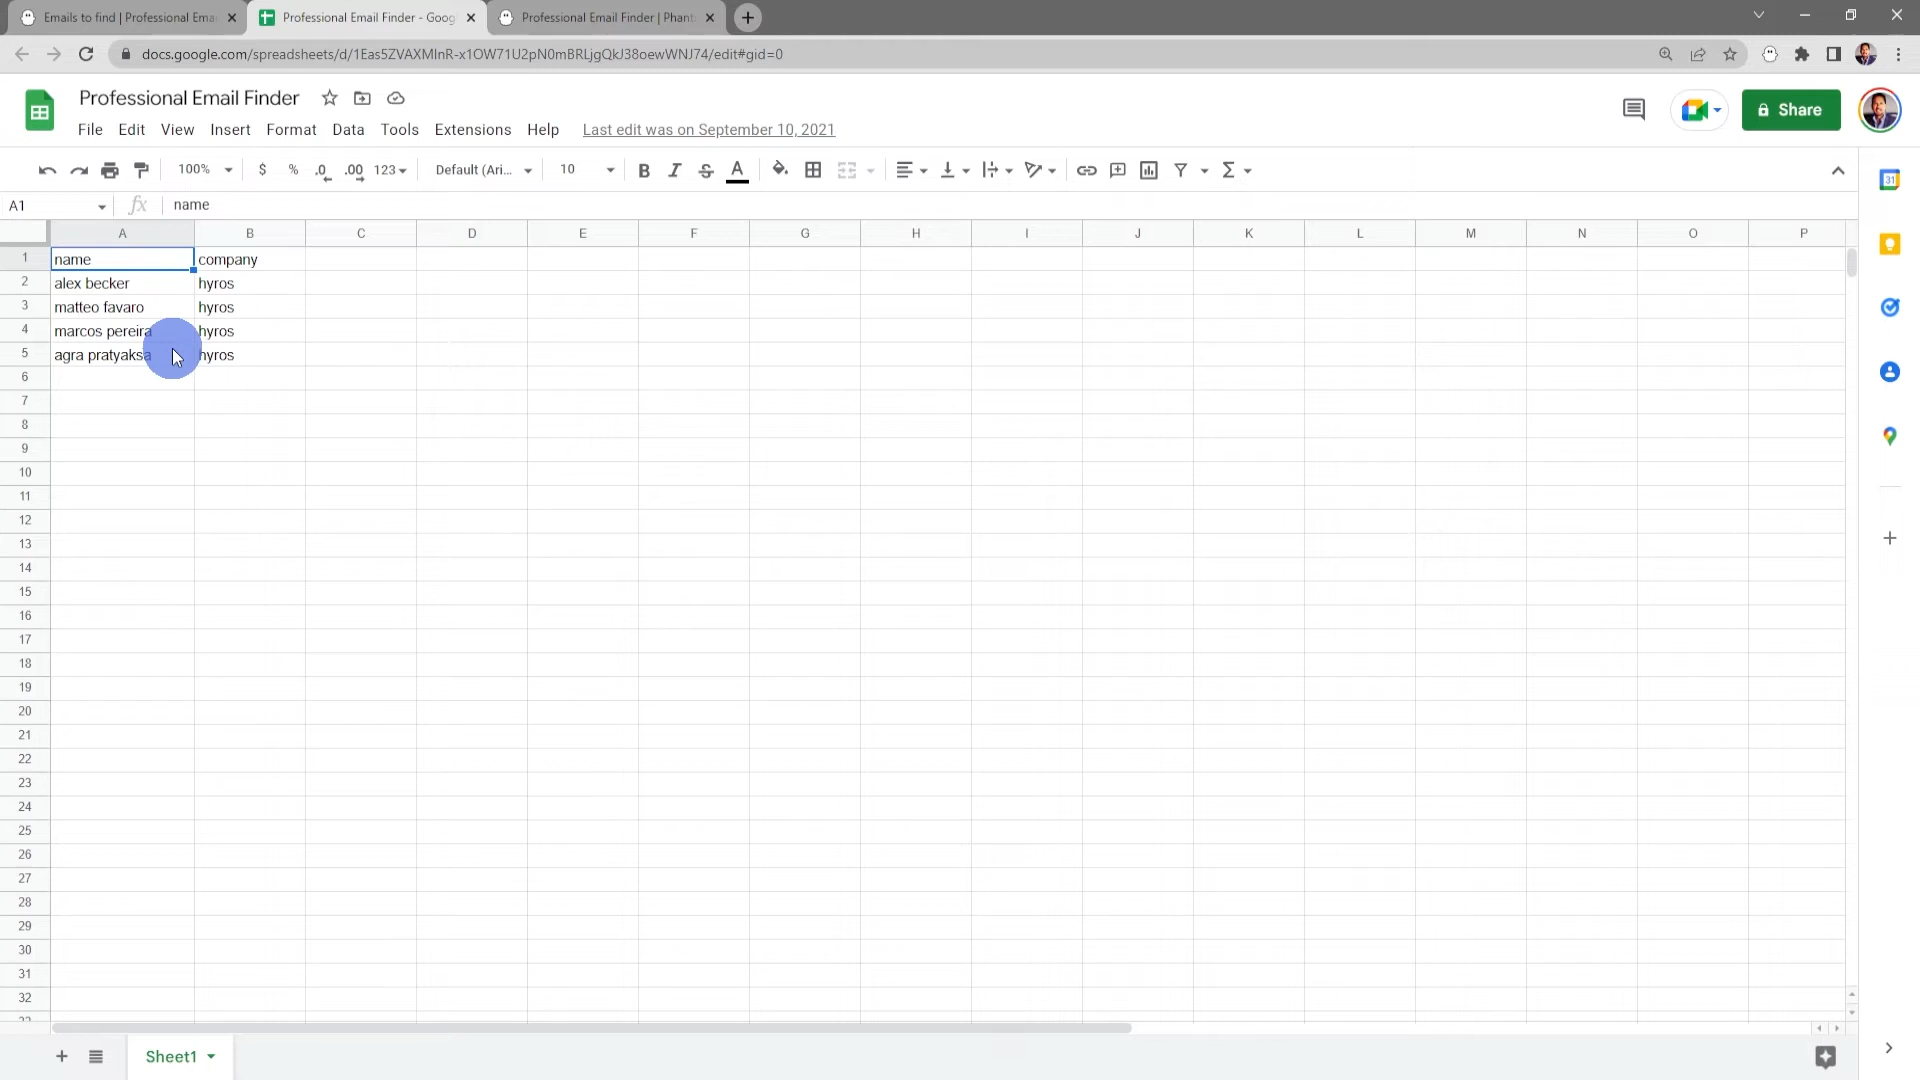 Emails to find | Professional Ema
Professional Email Finder - Goog
Professional Email Finder | Phant
docs.google.com/spreadsheets/d/1Eas5ZVAXMInR-x1OW71U2pN0mBRLjgQkJ38oewWNJ74/edit#gid=0
Professional Email Finder
File Edit View Insert Format Data Tools Extensions Help Last edit was on September 10, 2021
Share
100% $ % .0 .00 123 Default (Ari... 10 B I S A Σ
31
A1 fx name
A B C D E F G H I J K L M N O P
1 name company
2 alex becker hyros
3 matteo favaro hyros
4 marcos pereira hyros
5 agra pratyaksa hyros
6
7
8
9
10
11
12
13
14
15
16
17
18
19
20
21
22
23
24
25
26
27
28
29
30
31
32
Sheet1